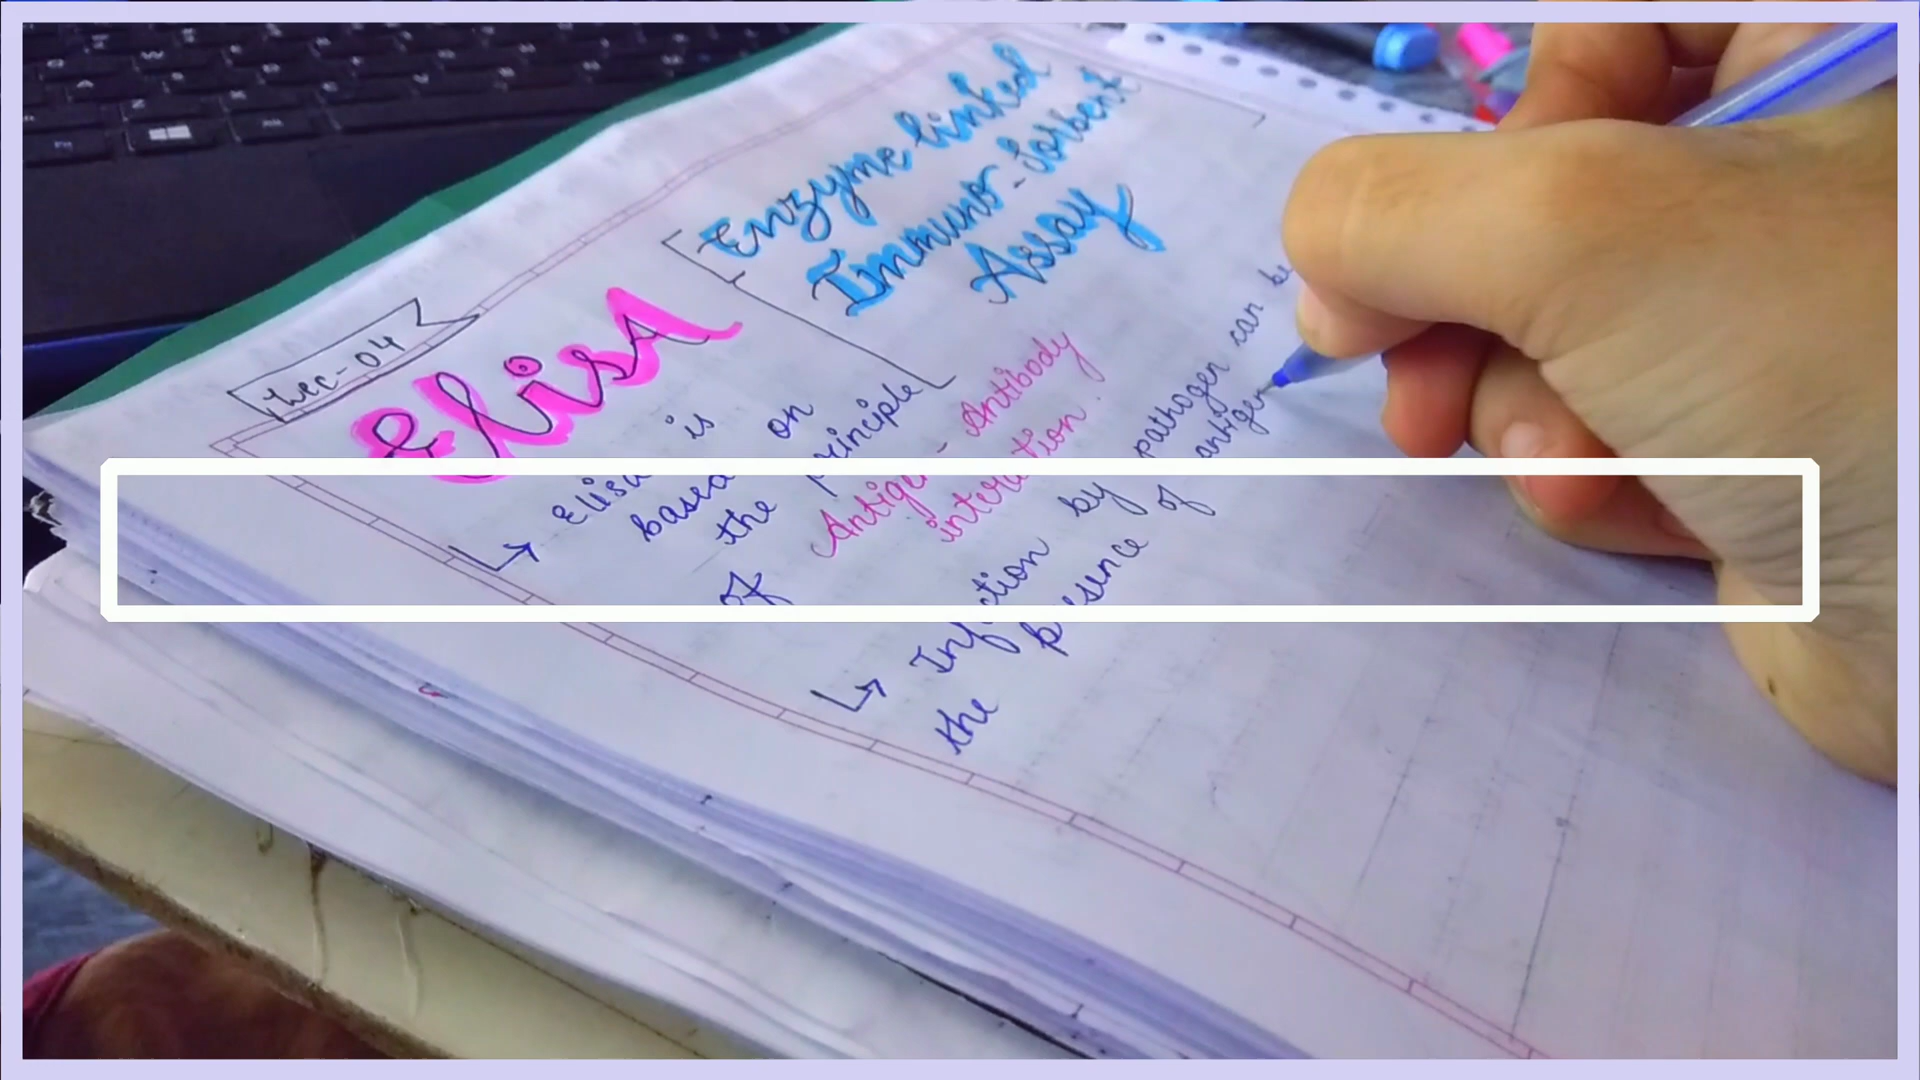 Lec-04
Elisa
Enzyme linked
Immuno-Sorbent
Assay
↳ Elisa is
based on
the principle
of Antigen - Antibody
interaction.
↳ Infection by pathogen can be
the presence of antigen